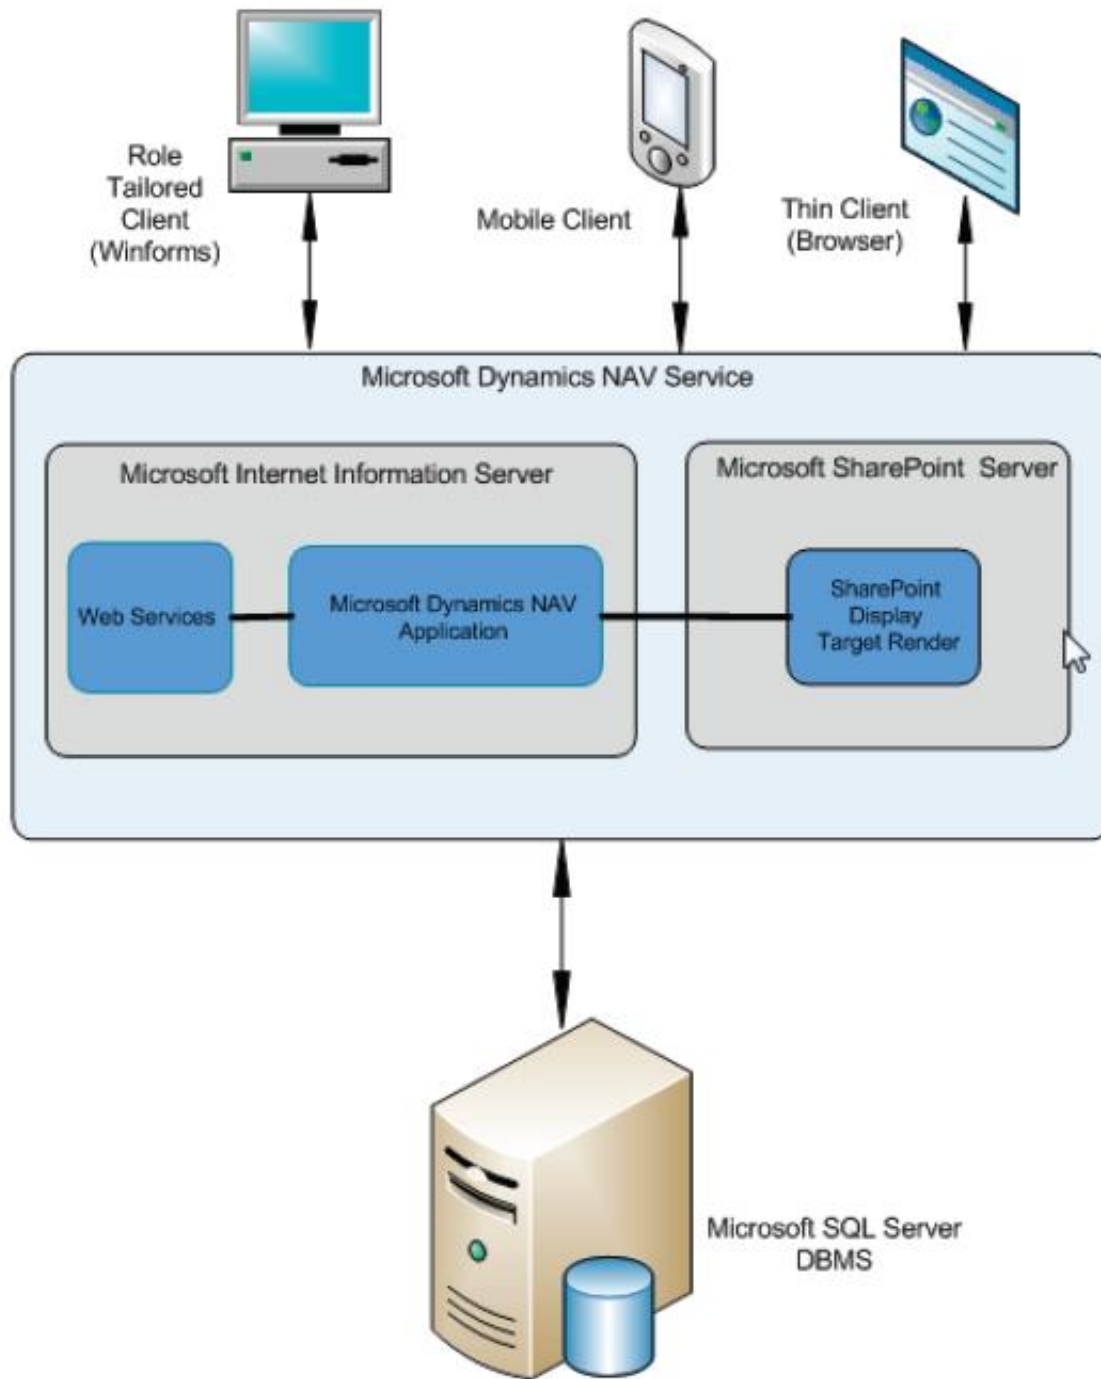 Role
Tailored
Client
(Winforms)
Mobile Client
Thin Client
(Browser)
Microsoft Dynamics NAV Service
Microsoft Internet Information Server
Microsoft SharePoint Server
Web Services
Microsoft Dynamics NAV
Application
SharePoint
Display
Target Render
Microsoft SQL Server
DBMS